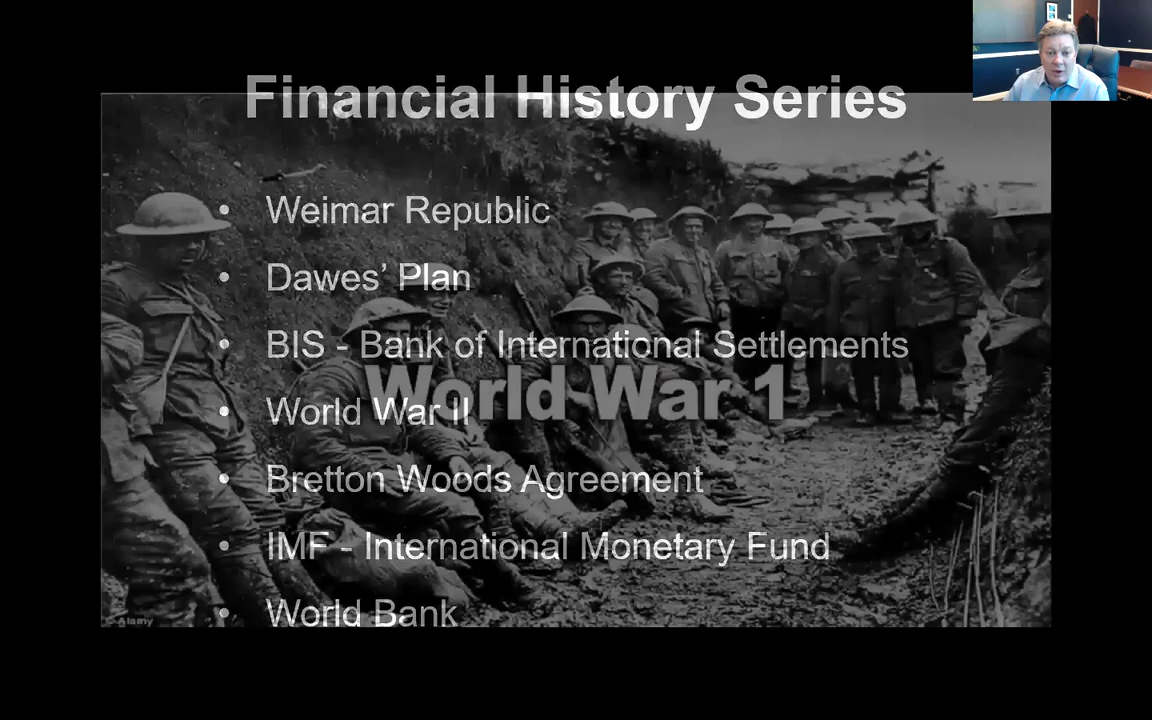 Financial History Series
• Weimar Republic
• Dawes’ Plan
• BIS - Bank of International Settlements
World War 1
• World War II
• Bretton Woods Agreement
• IMF - International Monetary Fund
• World Bank
© Alamy